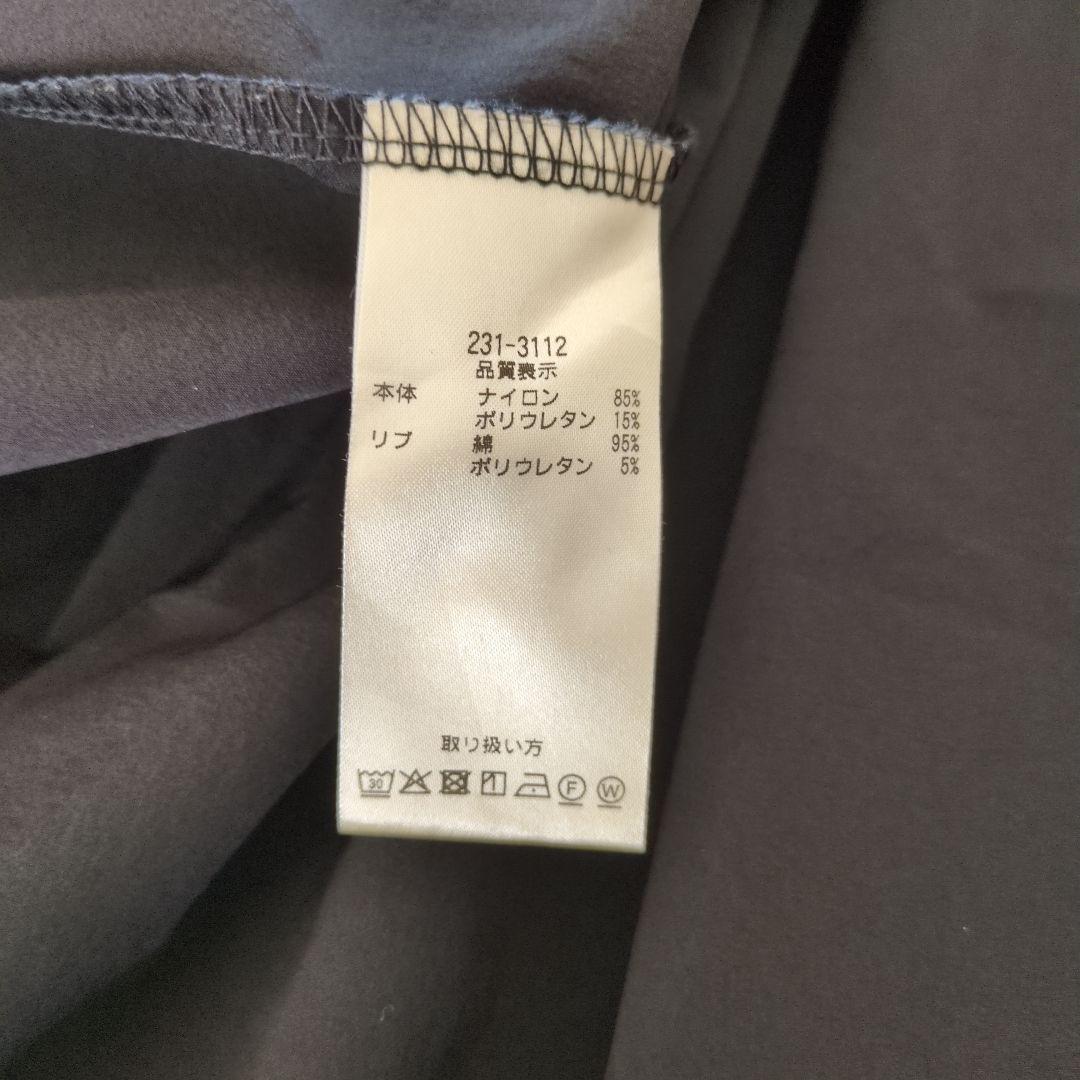 231-3112
品質表示
本体 ナイロン 85%
ポリウレタン 15%
リブ 綿 95%
ポリウレタン 5%
取り扱い方
30 F W